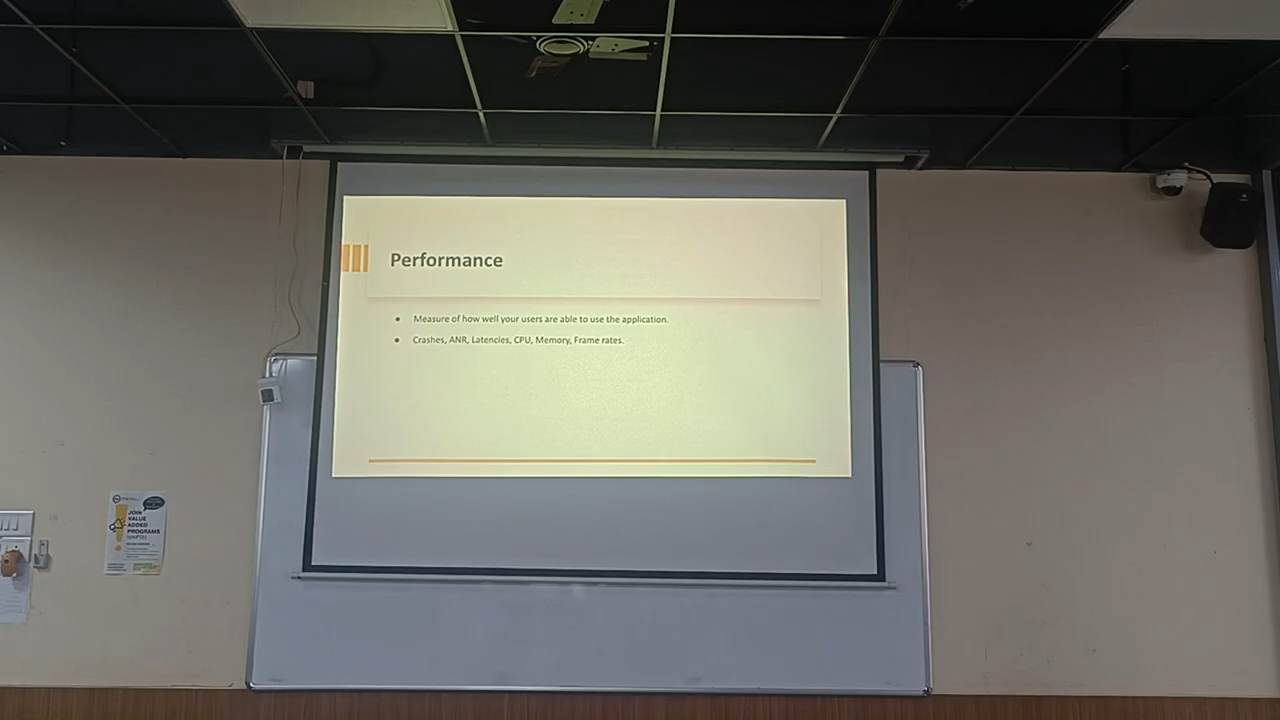 Performance
● Measure of how well your users are able to use the application.
● Crashes, ANR, Latencies, CPU, Memory, Frame rates.
JOIN
VALUE
ADDED
PROGRAMS
(VAPS)